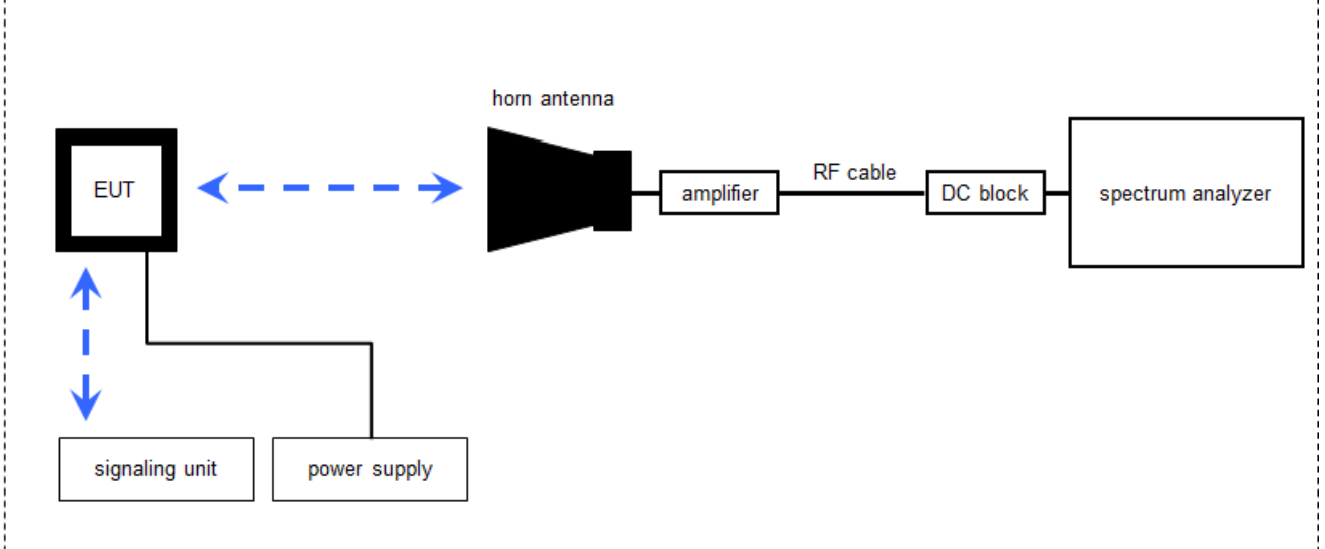 horn antenna
EUT
amplifier
RF cable
DC block
spectrum analyzer
signaling unit
power supply